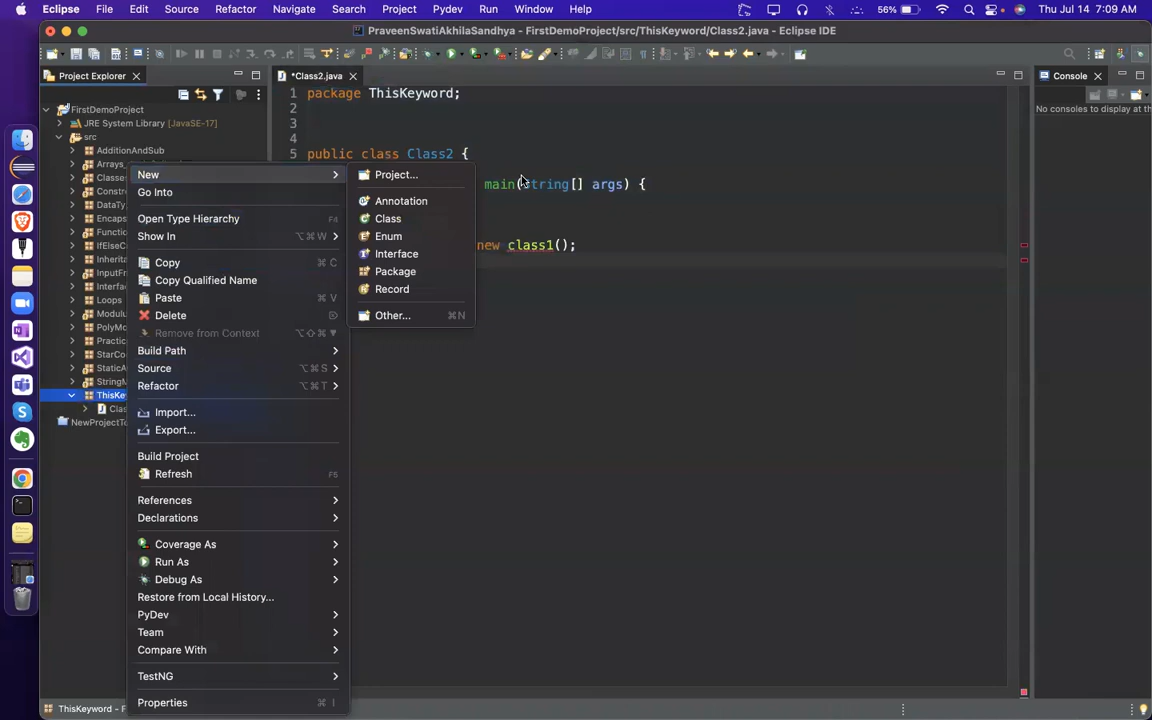 Eclipse File Edit Source Refactor Navigate Search Project Pydev Run Window Help 56% Thu Jul 14 7:09 AM
PraveenSwatiAkhilaSandhya - FirstDemoProject/src/ThisKeyword/Class2.java - Eclipse IDE
Project Explorer
*Class2.java
Console
No consoles to display at
FirstDemoProject
JRE System Library [JavaSE-17]
src
AdditionAndSub
Arrays
Classes
Constr
DataTy
Encaps
Functio
IfElseC
Inherita
InputFr
Interfac
Loops
Modulu
PolyMo
Practic
StarCo
StaticA
StringM
ThisKey
Clas
NewProjectTo
1 package ThisKeyword;
2
3
4
5 public class Class2 {
main(string[] args) {
new class1();
New
Go Into
Open Type Hierarchy F4
Show In ⌥⌘W
Copy ⌘C
Copy Qualified Name
Paste ⌘V
Delete ⌦
Remove from Context ⌥⇧⌘▼
Build Path
Source ⌥⌘S
Refactor ⌥⌘T
Import...
Export...
Build Project
Refresh F5
References
Declarations
Coverage As
Run As
Debug As
Restore from Local History...
PyDev
Team
Compare With
TestNG
Properties ⌘I
Project...
Annotation
Class
Enum
Interface
Package
Record
Other... ⌘N
ThisKeyword - F